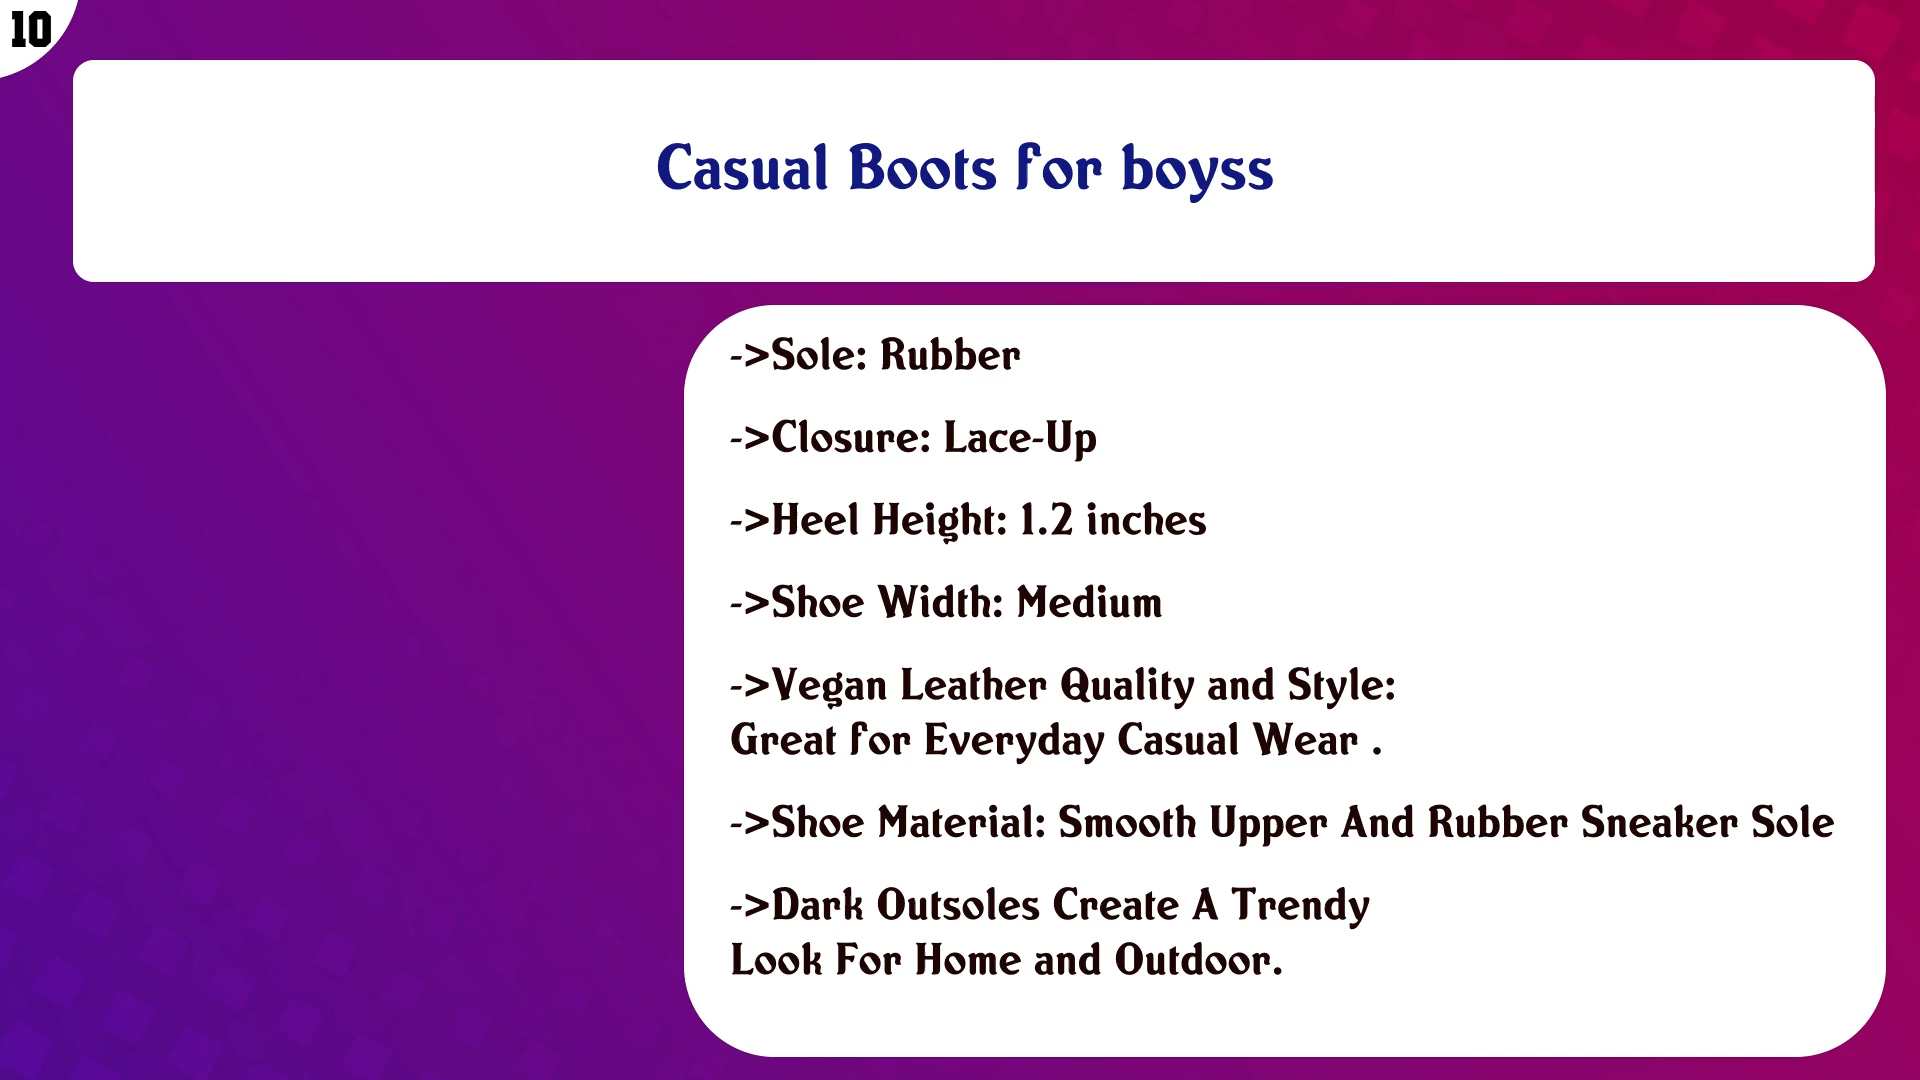 10
Casual Boots for boyss
->Sole: Rubber
->Closure: Lace-Up
->Heel Height: 1.2 inches
->Shoe Width: Medium
->Vegan Leather Quality and Style:
Great for Everyday Casual Wear .
->Shoe Material: Smooth Upper And Rubber Sneaker Sole
->Dark Outsoles Create A Trendy
Look For Home and Outdoor.